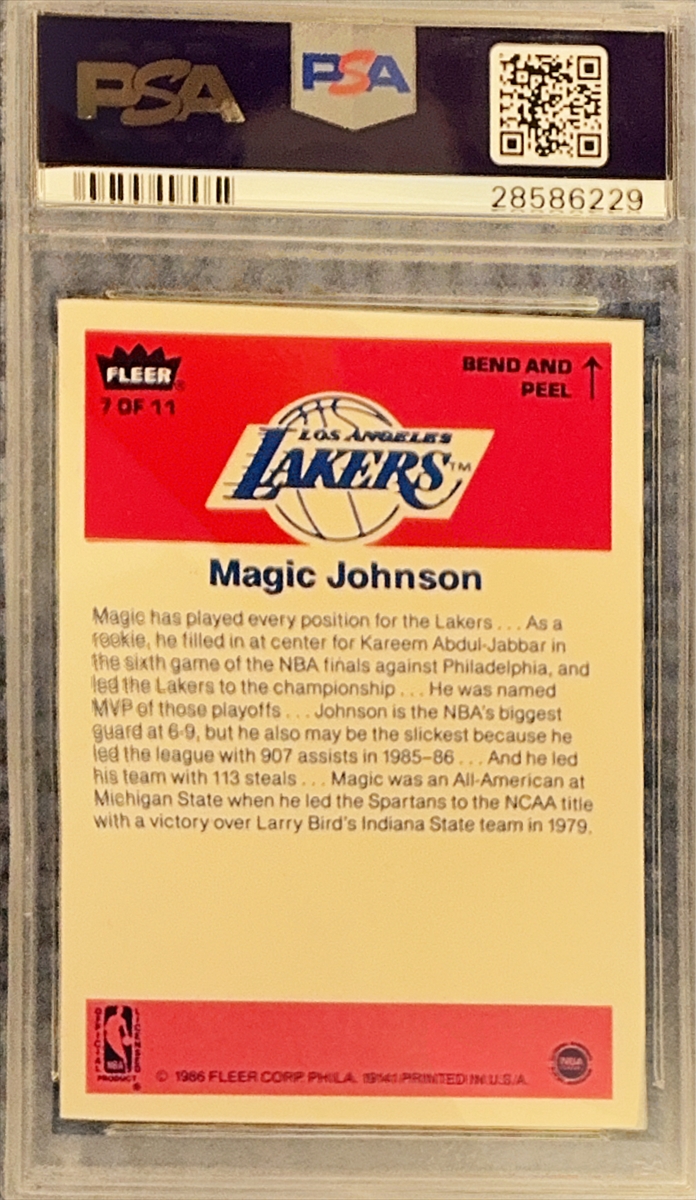 PSA PSA
28586229
FLEER®
7 OF 11
BEND AND
PEEL
LOS ANGELES
LAKERS™
Magic Johnson
Magic has played every position for the Lakers . . . As a
rookie, he filled in at center for Kareem Abdul-Jabbar in
the sixth game of the NBA finals against Philadelphia, and
led the Lakers to the championship . . . He was named
MVP of those playoffs . . . Johnson is the NBA's biggest
guard at 6-9, but he also may be the slickest because he
led the league with 907 assists in 1985–86 . . . And he led
his team with 113 steals . . . Magic was an All-American at
Michigan State when he led the Spartans to the NCAA title
with a victory over Larry Bird's Indiana State team in 1979.
OFFICIAL NBA LICENSED
PRODUCT ®
© 1986 FLEER CORP. PHILA. 19141 PRINTED IN U.S.A.
NBA